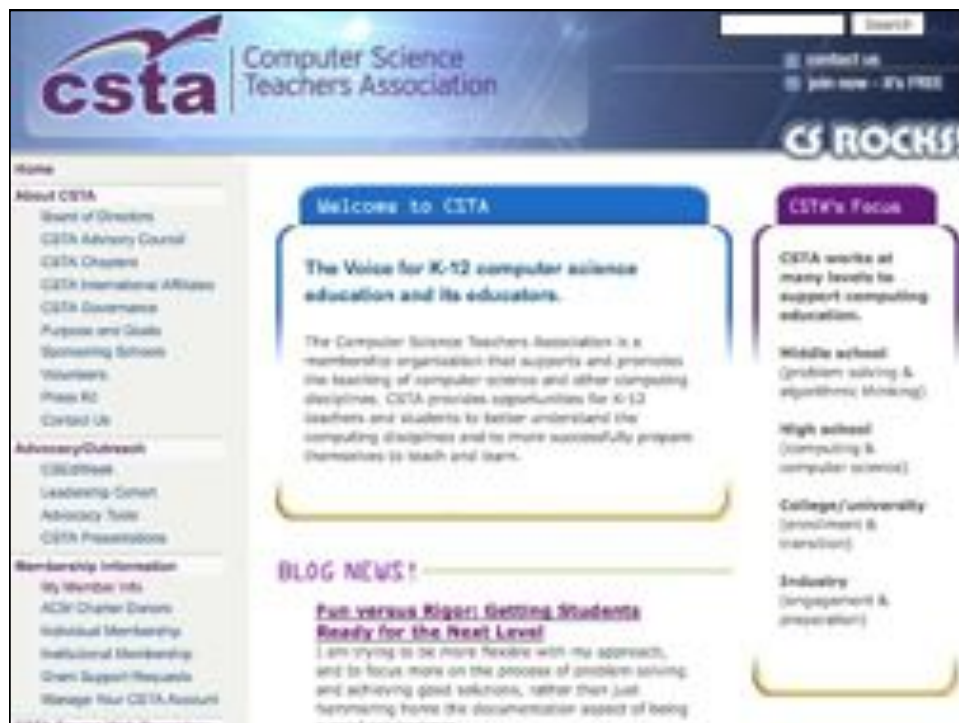 Search
csta
Computer Science
Teachers Association
contact us
join now - it's FREE
CS ROCKS!
Home
About CSTA
Board of Directors
CSTA Advisory Council
CSTA Chapters
CSTA International Affiliates
CSTA Governance
Purpose and Goals
Sponsoring Schools
Volunteers
Press Kit
Contact Us
Advocacy/Outreach
CSEdWeek
Leadership Cohort
Advocacy Tools
CSTA Presentations
Membership Information
My Member Info
ACM Charter Donors
Individual Membership
Institutional Membership
Grant Support Requests
Manage Your CSTA Account
Welcome to CSTA
The Voice for K-12 computer science
education and its educators.
The Computer Science Teachers Association is a
membership organization that supports and promotes
the teaching of computer science and other computing
disciplines. CSTA provides opportunities for K-12
teachers and students to better understand the
computing disciplines and to more successfully prepare
themselves to teach and learn.
BLOG NEWS!
Fun versus Rigor: Getting Students
Ready for the Next Level
I am trying to be more flexible with my approach,
and to focus more on the process of problem solving
and achieving good solutions, rather than just
hammering home the documentation aspect of being
CSTA's Focus
CSTA works at
many levels to
support computing
education.
Middle school
(problem solving &
algorithmic thinking)
High school
(computing &
computer science)
College/university
(enrollment &
transition)
Industry
(engagement &
preparation)